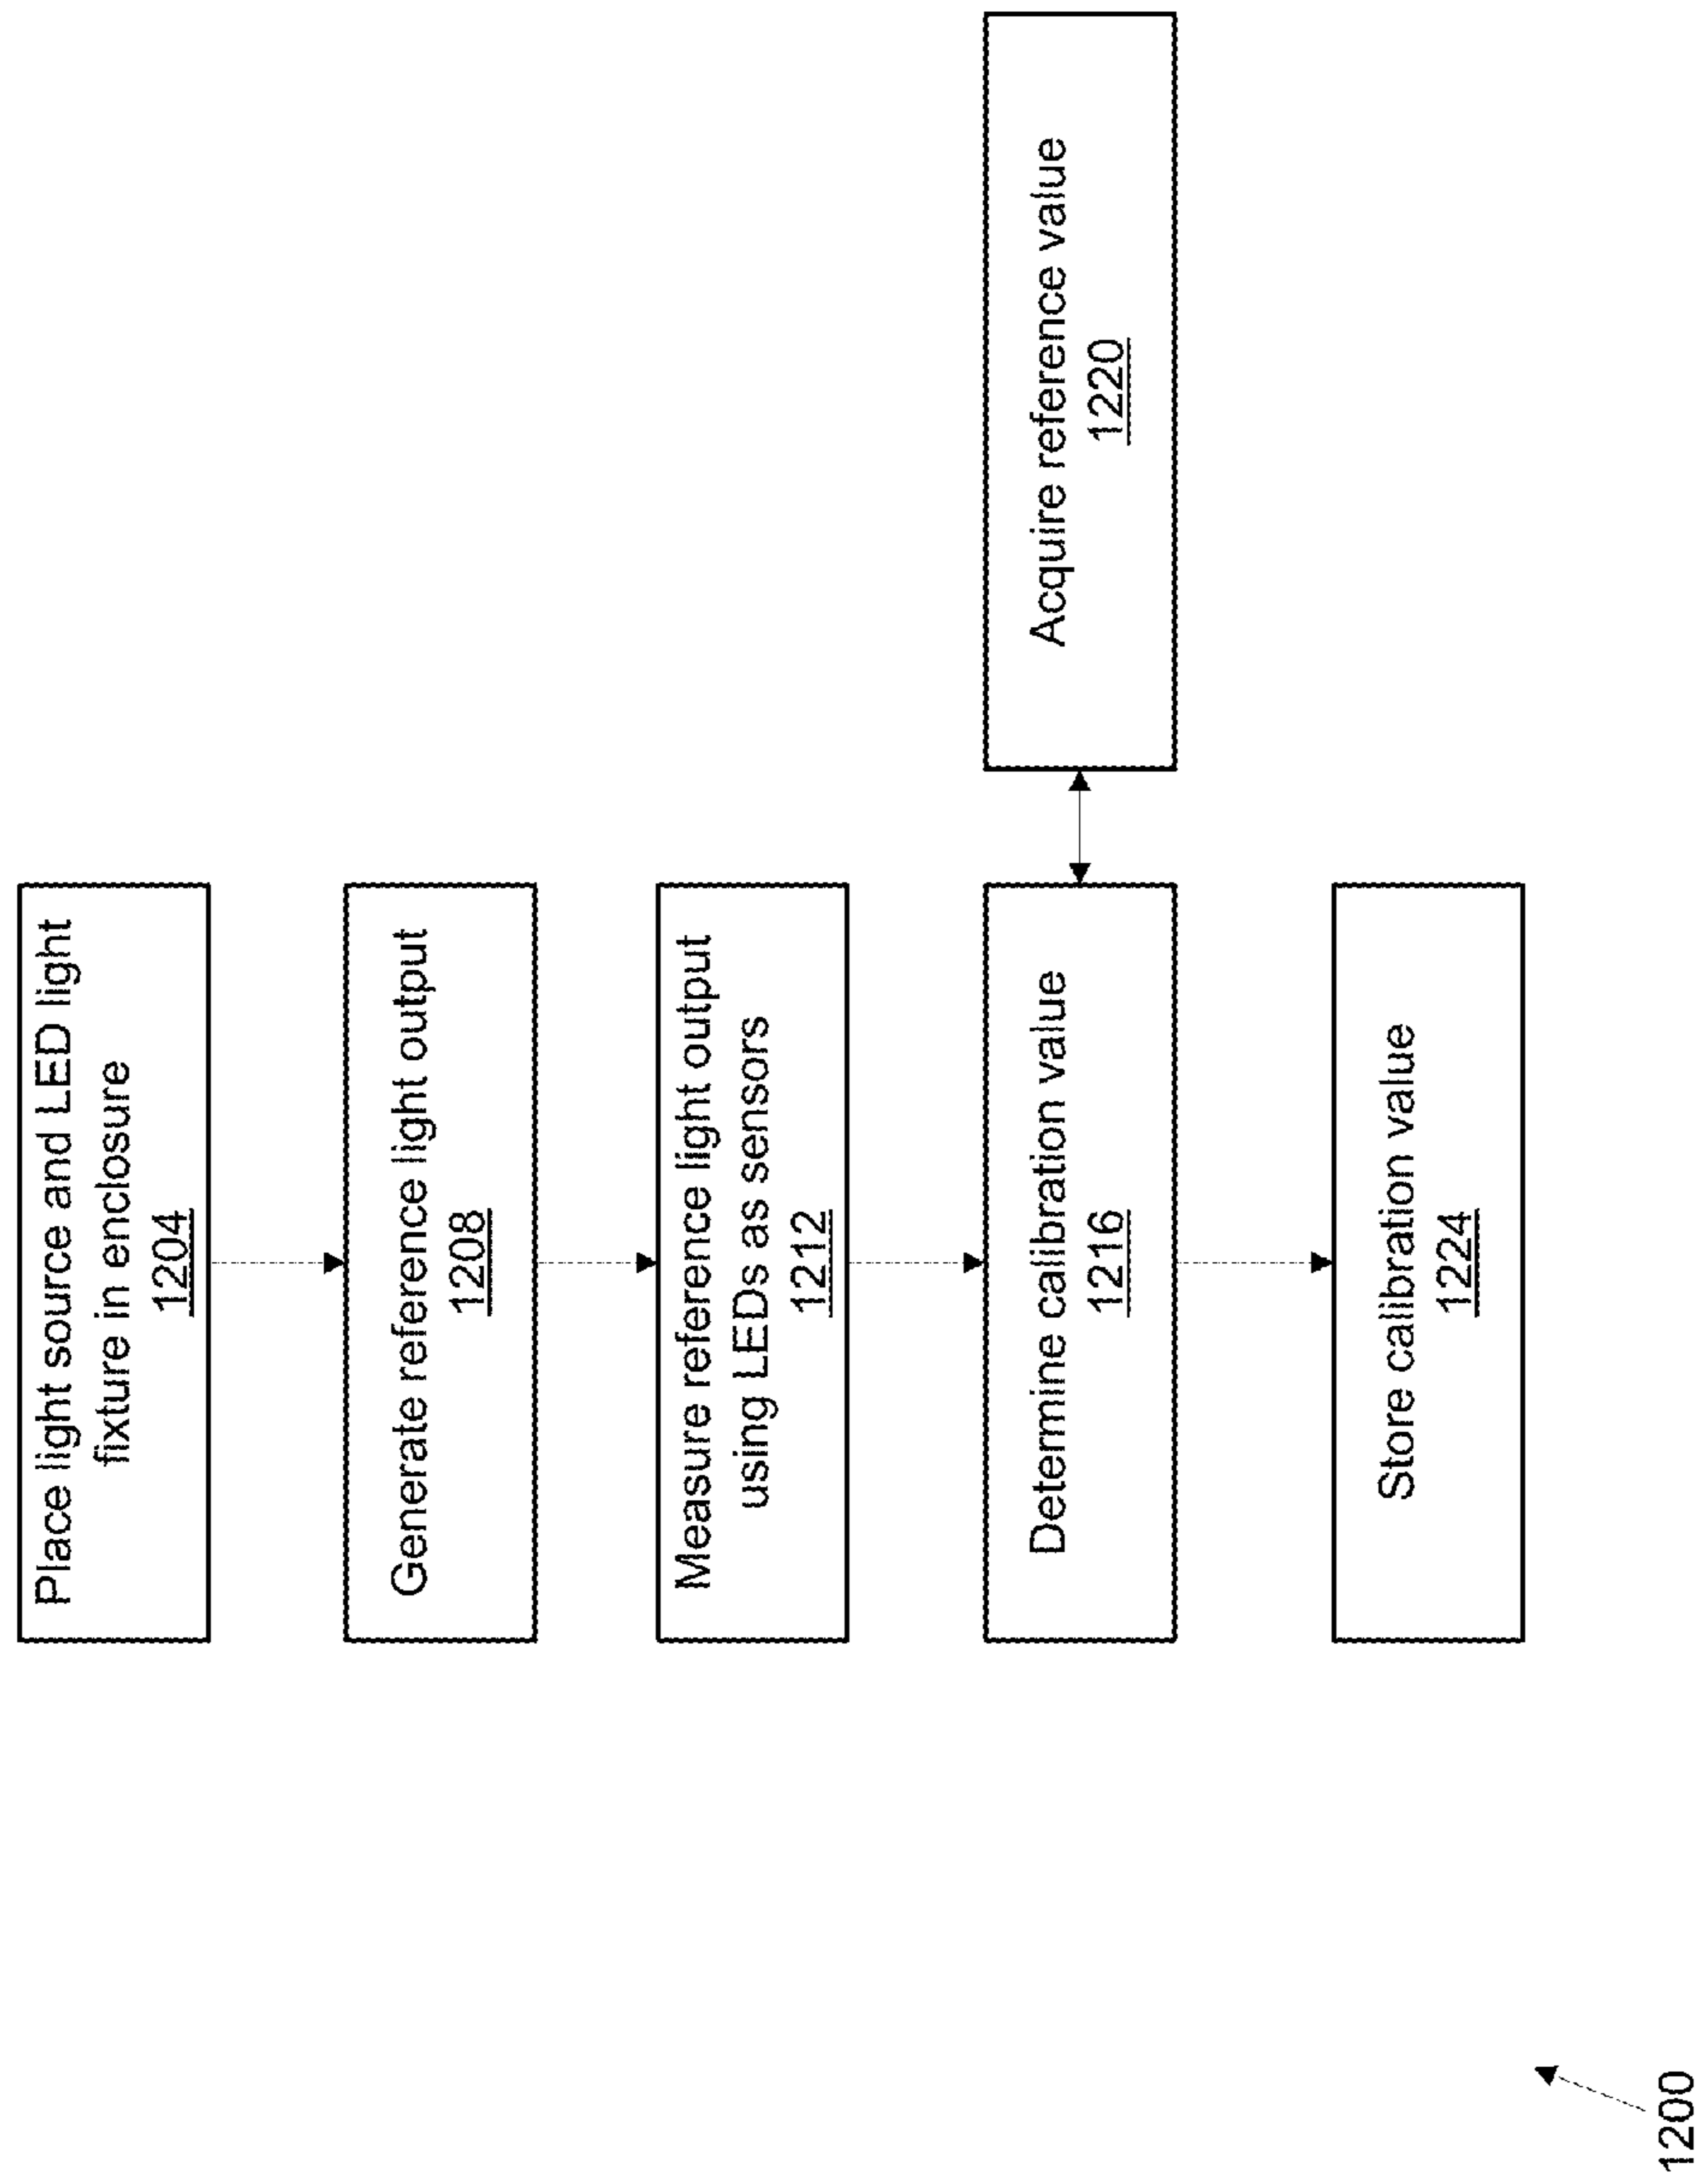 Place light source and LED light
fixture in enclosure
1204
Generate reference light output
1208
Measure reference light output
using LEDs as sensors
1212
Determine calibration value
1216
Acquire reference value
1220
Store calibration value
1224
1200